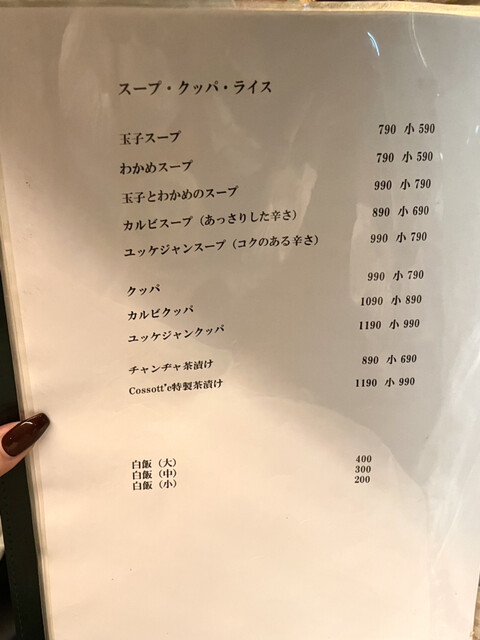 スープ・クッパ・ライス
玉子スープ 790 小 590
わかめスープ 790 小 590
玉子とわかめのスープ 990 小 790
カルビスープ（あっさりした辛さ） 890 小 690
ユッケジャンスープ（コクのある辛さ） 990 小 790
クッパ 990 小 790
カルビクッパ 1090 小 890
ユッケジャンクッパ 1190 小 990
チャンヂャ茶漬け 890 小 690
Cossott'e特製茶漬け 1190 小 990
白飯（大） 400
白飯（中） 300
白飯（小） 200